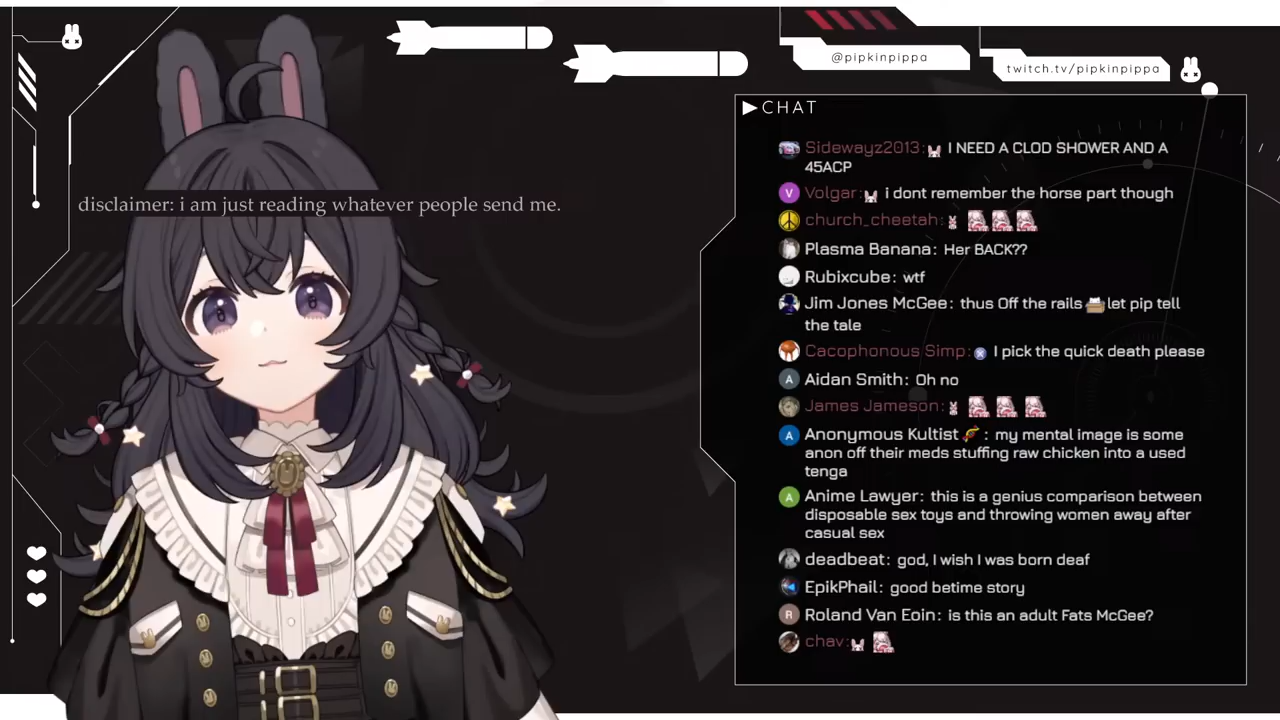 @pipkinpippa
twitch.tv/pipkinpippa
▶CHAT
Sidewayz2013: I NEED A CLOD SHOWER AND A
45ACP
V Volgar: i dont remember the horse part though
disclaimer: i am just reading whatever people send me.
church_cheetah:
Plasma Banana: Her BACK??
Rubixcube: wtf
Jim Jones McGee: thus Off the rails let pip tell
the tale
Cacophonous Simp: I pick the quick death please
A Aidan Smith: Oh no
James Jameson:
A Anonymous Kultist : my mental image is some
anon off their meds stuffing raw chicken into a used
tenga
A Anime Lawyer: this is a genius comparison between
disposable sex toys and throwing women away after
casual sex
deadbeat: god, I wish I was born deaf
EpikPhail: good betime story
R Roland Van Eoin: is this an adult Fats McGee?
chav: